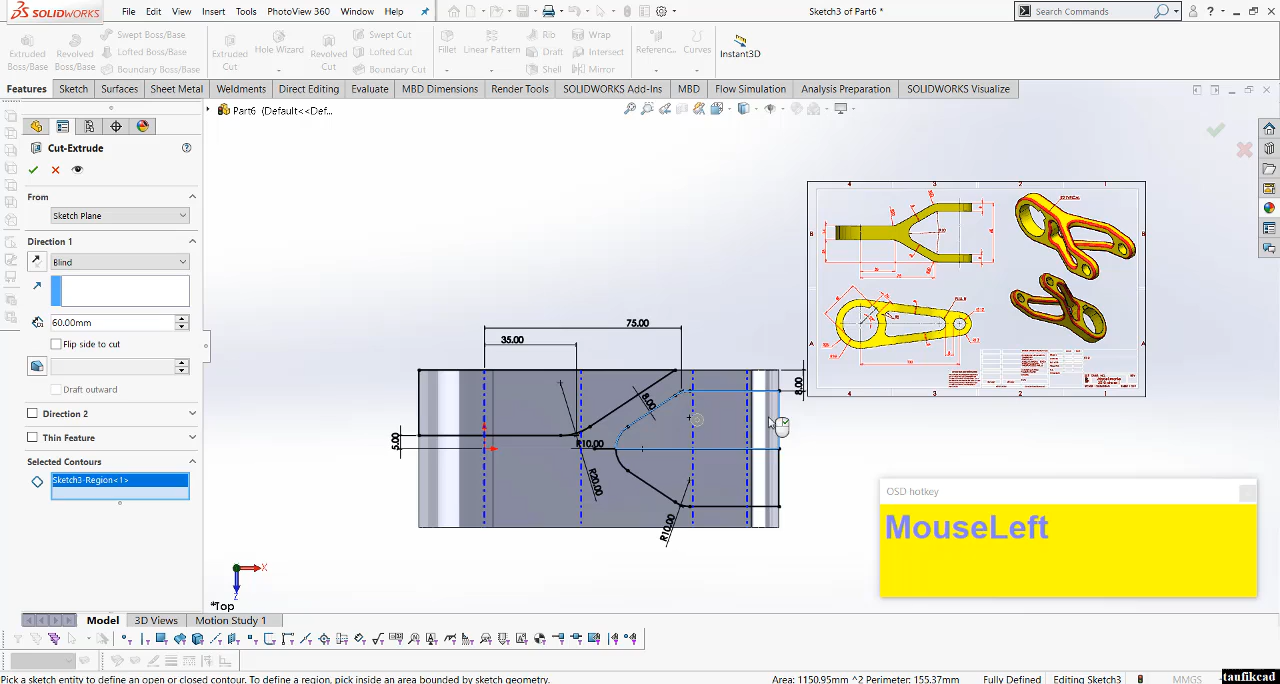 SOLIDWORKS
File Edit View Insert Tools PhotoView 360 Window Help
Sketch3 of Part6 *
Search Commands
Extruded Boss/Base
Revolved Boss/Base
Swept Boss/Base
Lofted Boss/Base
Boundary Boss/Base
Extruded Cut
Hole Wizard
Revolved Cut
Swept Cut
Lofted Cut
Boundary Cut
Fillet
Linear Pattern
Rib
Draft
Shell
Wrap
Intersect
Mirror
Referenc...
Curves
Instant3D
Features Sketch Surfaces Sheet Metal Weldments Direct Editing Evaluate MBD Dimensions Render Tools SOLIDWORKS Add-Ins MBD Flow Simulation Analysis Preparation SOLIDWORKS Visualize
Part6 (Default<<Def...
Cut-Extrude
From
Sketch Plane
Direction 1
Blind
60.00mm
Flip side to cut
Draft outward
Direction 2
Thin Feature
Selected Contours
Sketch3-Region<1>
75.00
35.00
8.00
8.00
5.00
R10.00
R20.00
R10.00
OSD hotkey
MouseLeft
X
Z
*Top
Model 3D Views Motion Study 1
Pick a sketch entity to define an open or closed contour. To define a region, pick inside an area bounded by sketch geometry.
Area: 1150.95mm^2 Perimeter: 155.37mm Fully Defined Editing Sketch3 MMGS
taufikcad